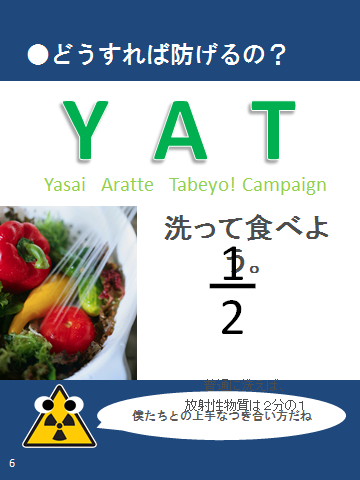 ●どうすれば防げるの？
Y A T
Yasai Aratte Tabeyo! Campaign
洗って食べよ
う。
1
2
放射性物質は２分の１
僕たちとの上手なつき合い方だね
6